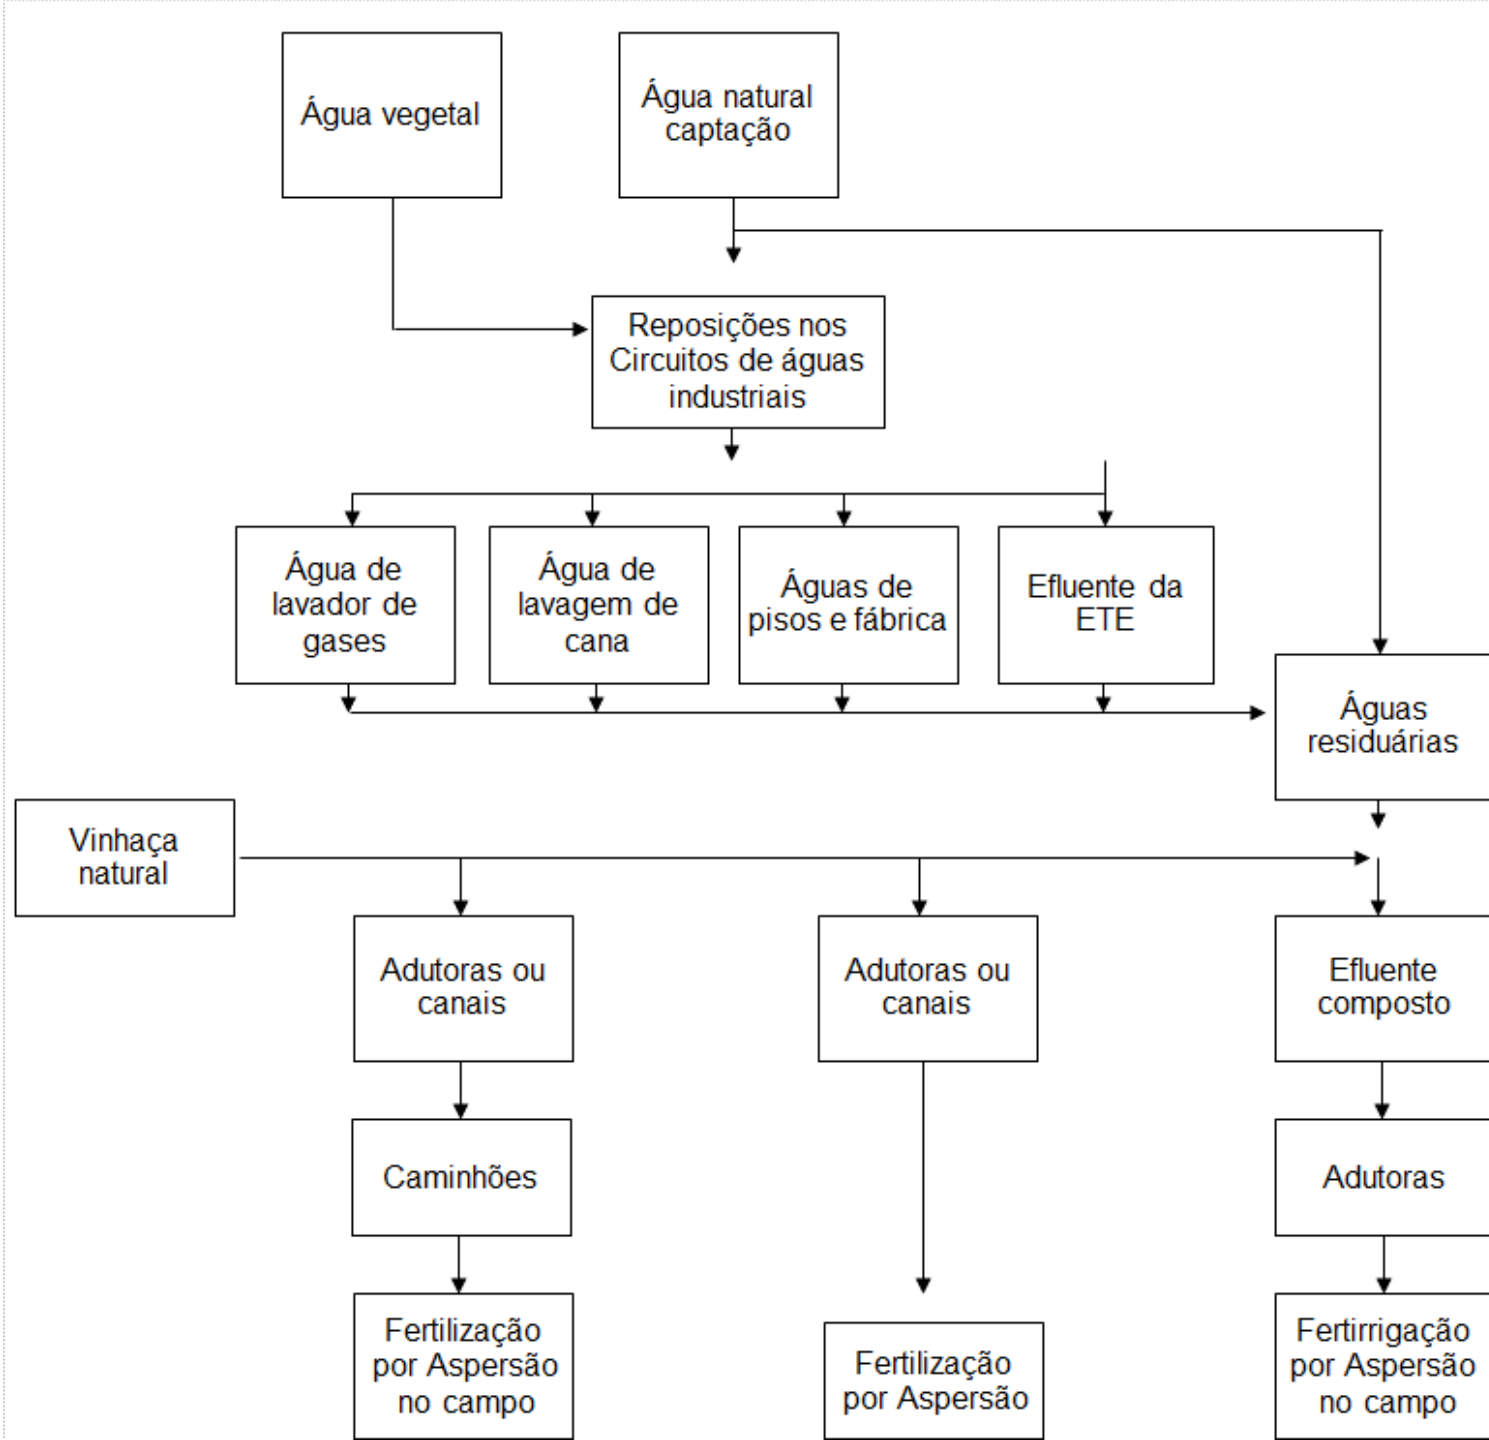 Água vegetal
Água natural
captação
Reposições nos
Circuitos de águas
industriais
Água de
lavador de
gases
Água de
lavagem de
cana
Águas de
pisos e fábrica
Efluente da
ETE
Águas
residuárias
Vinhaça
natural
Adutoras ou
canais
Adutoras ou
canais
Efluente
composto
Caminhões
Adutoras
Fertilização
por Aspersão
no campo
Fertilização
por Aspersão
Fertirrigação
por Aspersão
no campo